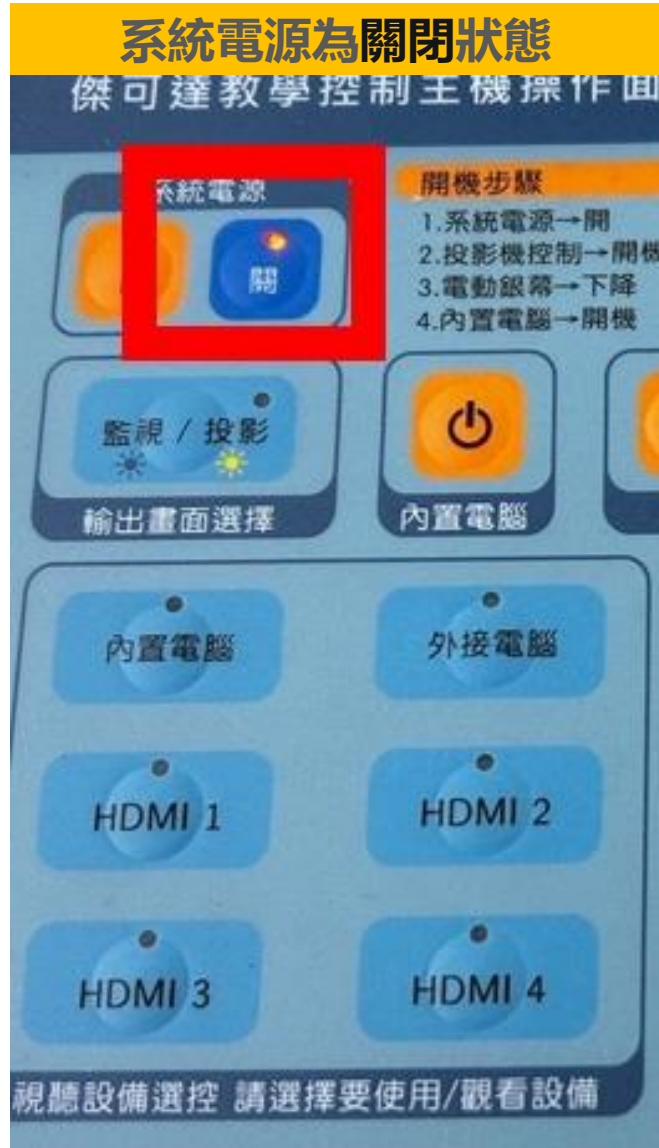 系統電源為關閉狀態
傑可達教學控制主機操作面
系統電源
關
開機步驟
1.系統電源→開
2.投影機控制→開機
3.電動銀幕→下降
4.內置電腦→開機
監視 / 投影
輸出畫面選擇
內置電腦
內置電腦
外接電腦
HDMI 1
HDMI 2
HDMI 3
HDMI 4
視聽設備選控 請選擇要使用/觀看設備